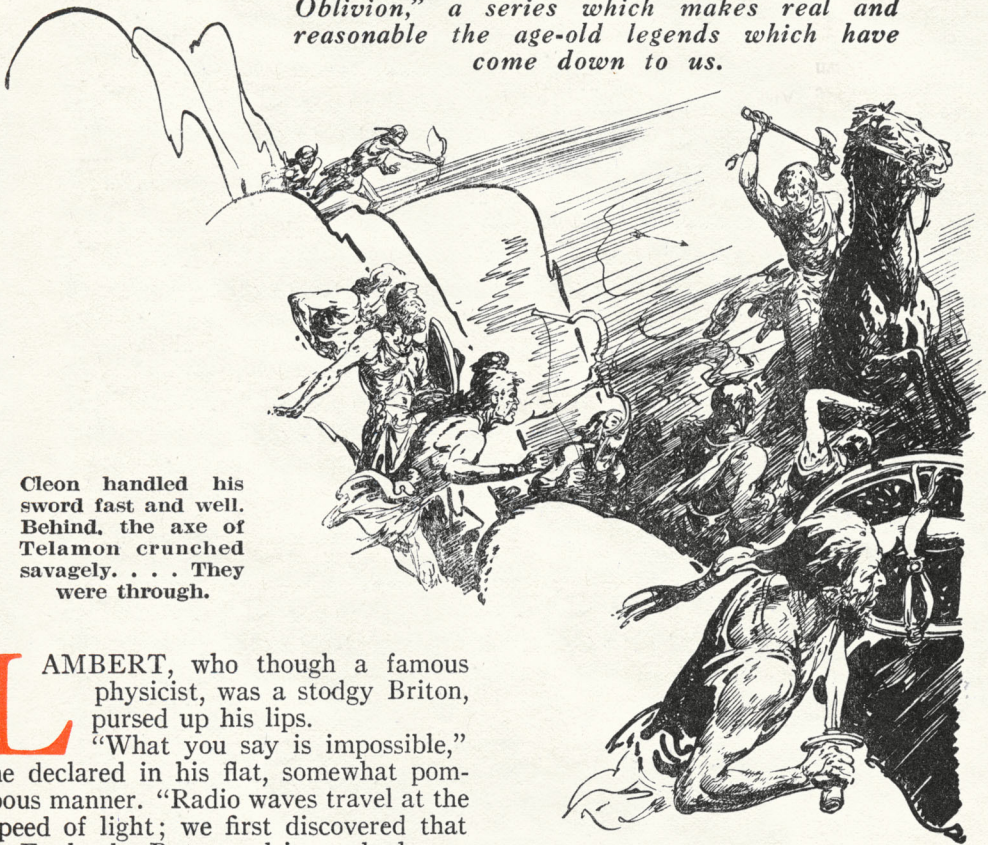 Oblivion,” a series which makes real and
reasonable the age-old legends which have
come down to us.
Cleon handled his
sword fast and well.
Behind, the axe of
Telamon crunched
savagely. . . . They
were through.
LAMBERT, who though a famous
physicist, was a stodgy Briton,
pursed up his lips.
“What you say is impossible,”
he declared in his flat, somewhat pom-
pous manner. “Radio waves travel at the
speed of light; we first discovered that